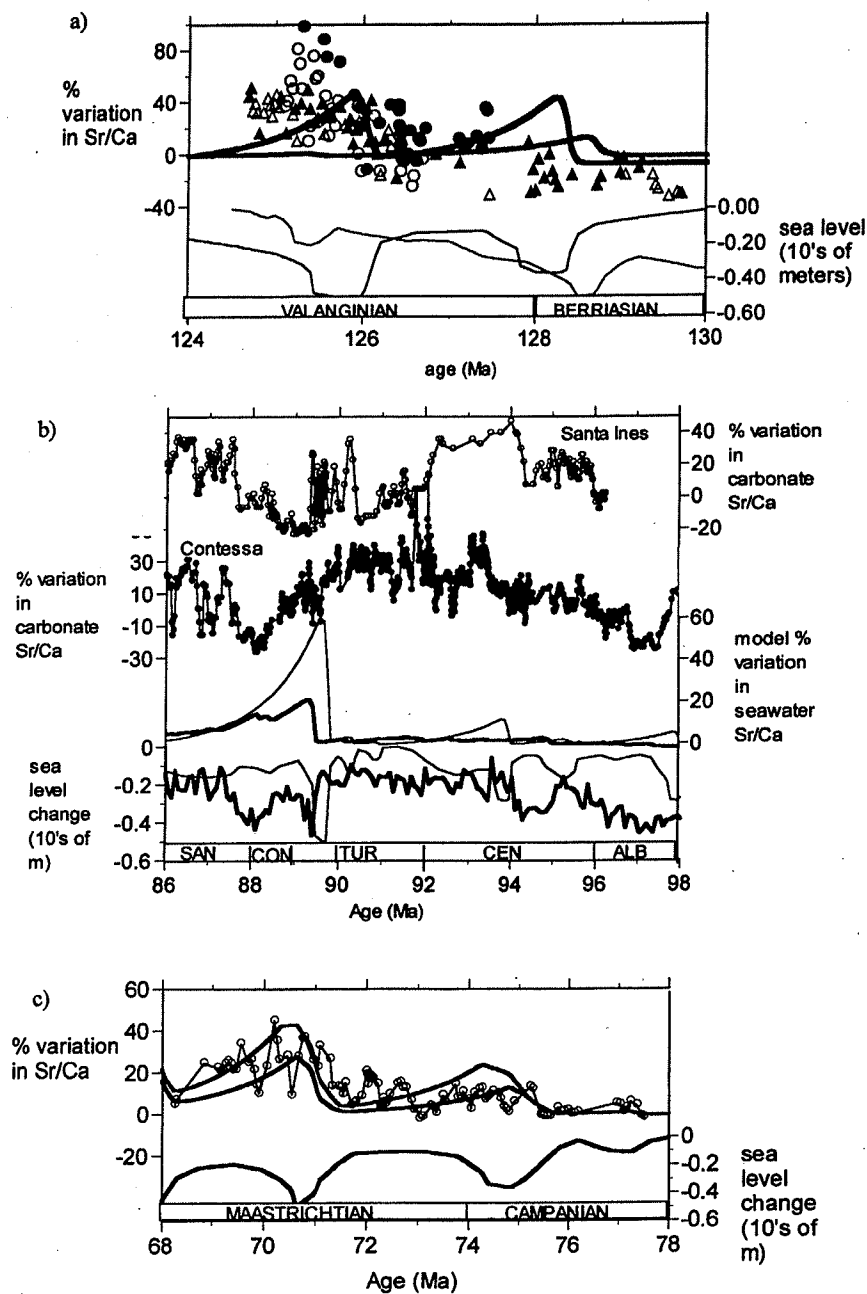 a)
80
%
variation
in Sr/Ca
40
0
-40
0.00
-0.20
-0.40
-0.60
sea level
(10's of
meters)
VALANGINIAN
BERRIASIAN
124
126
128
130
age (Ma)
b)
Santa Ines
40
20
0
-20
% variation
in
carbonate
Sr/Ca
Contessa
% variation
in
carbonate
Sr/Ca
30
10
-10
-30
60
40
20
0
model %
variation
in
seawater
Sr/Ca
sea
level
change
(10's of
m)
0
-0.2
-0.4
-0.6
SAN
CON
TUR
CEN
ALB
86
88
90
92
94
96
98
Age (Ma)
c)
% variation
in Sr/Ca
60
40
20
0
-20
0
-0.2
-0.4
-0.6
sea
level
change
(10's of
m)
MAASTRICHTIAN
CAMPANIAN
68
70
72
74
76
78
Age (Ma)